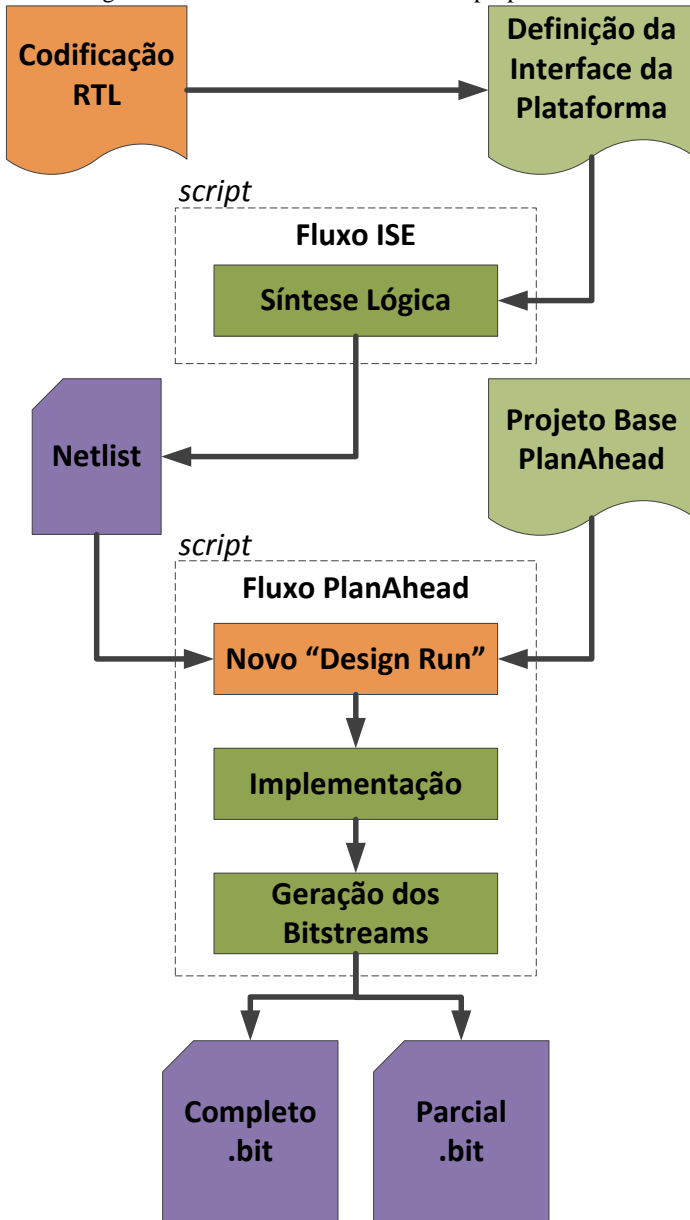 Codificação
RTL
Definição da
Interface da
Plataforma
script
Fluxo ISE
Síntese Lógica
Netlist
Projeto Base
PlanAhead
script
Fluxo PlanAhead
Novo “Design Run”
Implementação
Geração dos
Bitstreams
Completo
.bit
Parcial
.bit